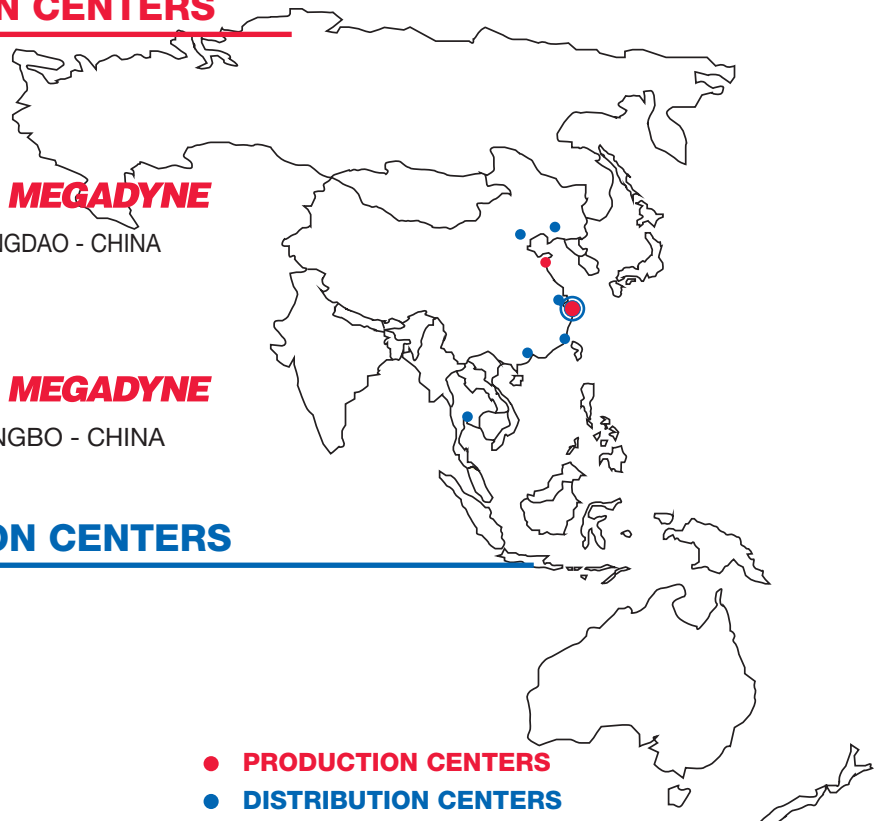 N CENTERS
MEGADYNE
NGDAO - CHINA
MEGADYNE
NGBO - CHINA
ON CENTERS
PRODUCTION CENTERS
DISTRIBUTION CENTERS